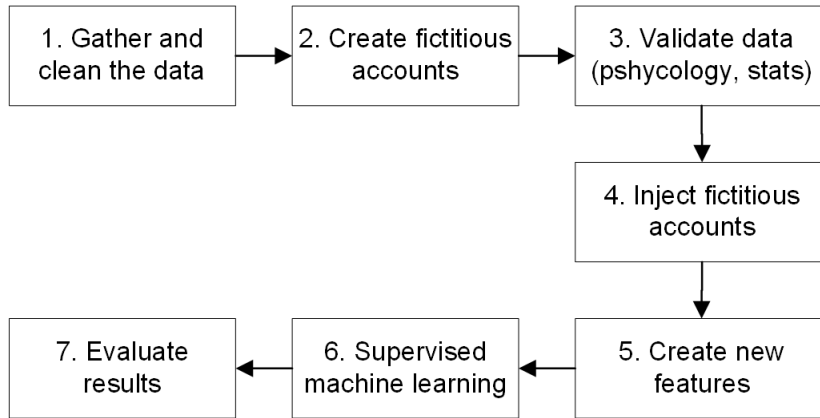 1. Gather and
clean the data
2. Create fictitious
accounts
3. Validate data
(pshycology, stats)
4. Inject fictitious
accounts
5. Create new
features
6. Supervised
machine learning
7. Evaluate
results